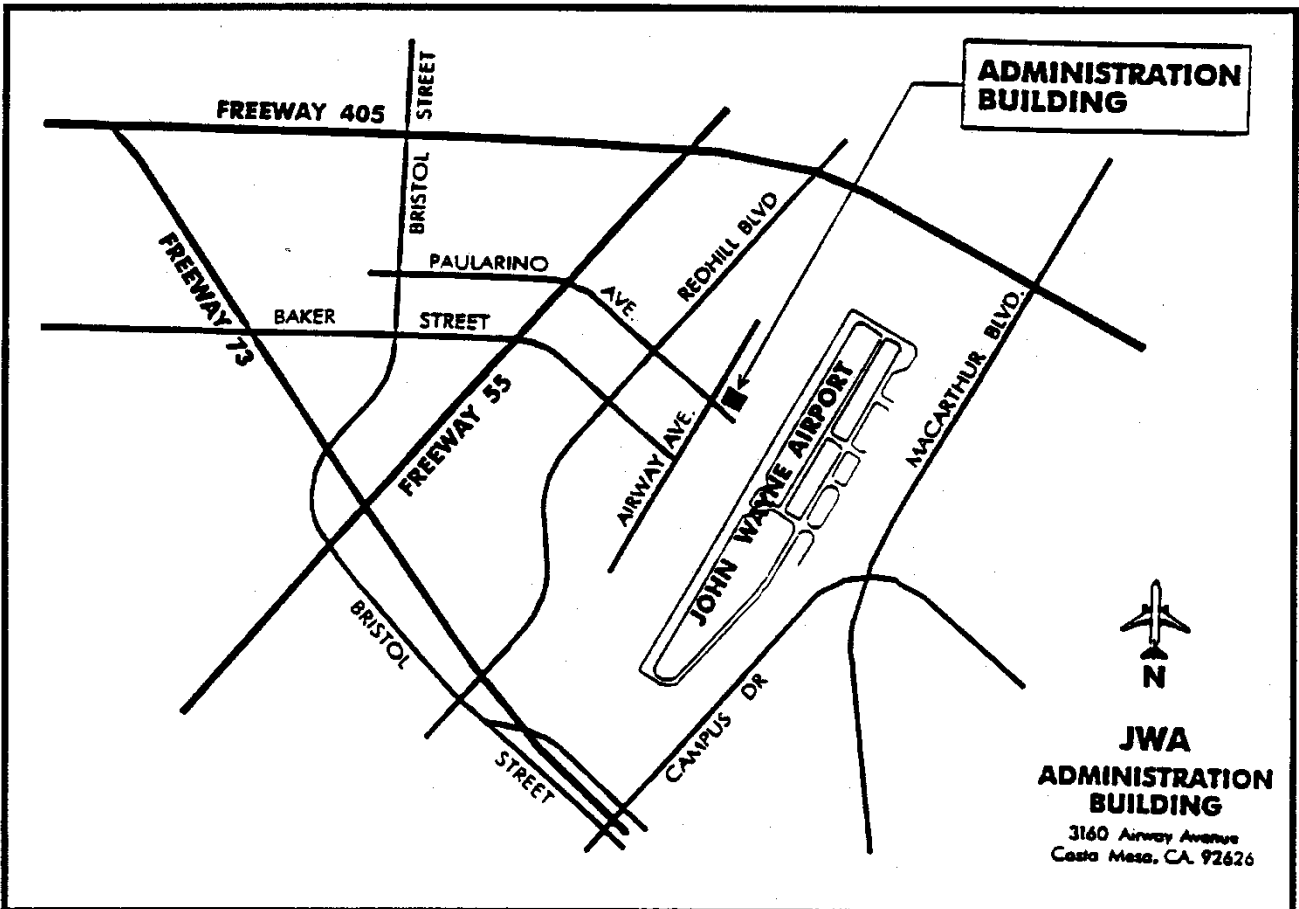 ADMINISTRATION
BUILDING
STREET
FREEWAY 405
BRISTOL
REDHILL BLVD
PAULARINO
AVE.
FREEWAY 73
BAKER
STREET
MACARTHUR BLVD.
FREEWAY 55
AIRWAY AVE.
JOHN WAYNE AIRPORT
BRISTOL
STREET
CAMPUS DR
N
JWA
ADMINISTRATION
BUILDING
3160 Airway Avenue
Costa Mesa, CA. 92626